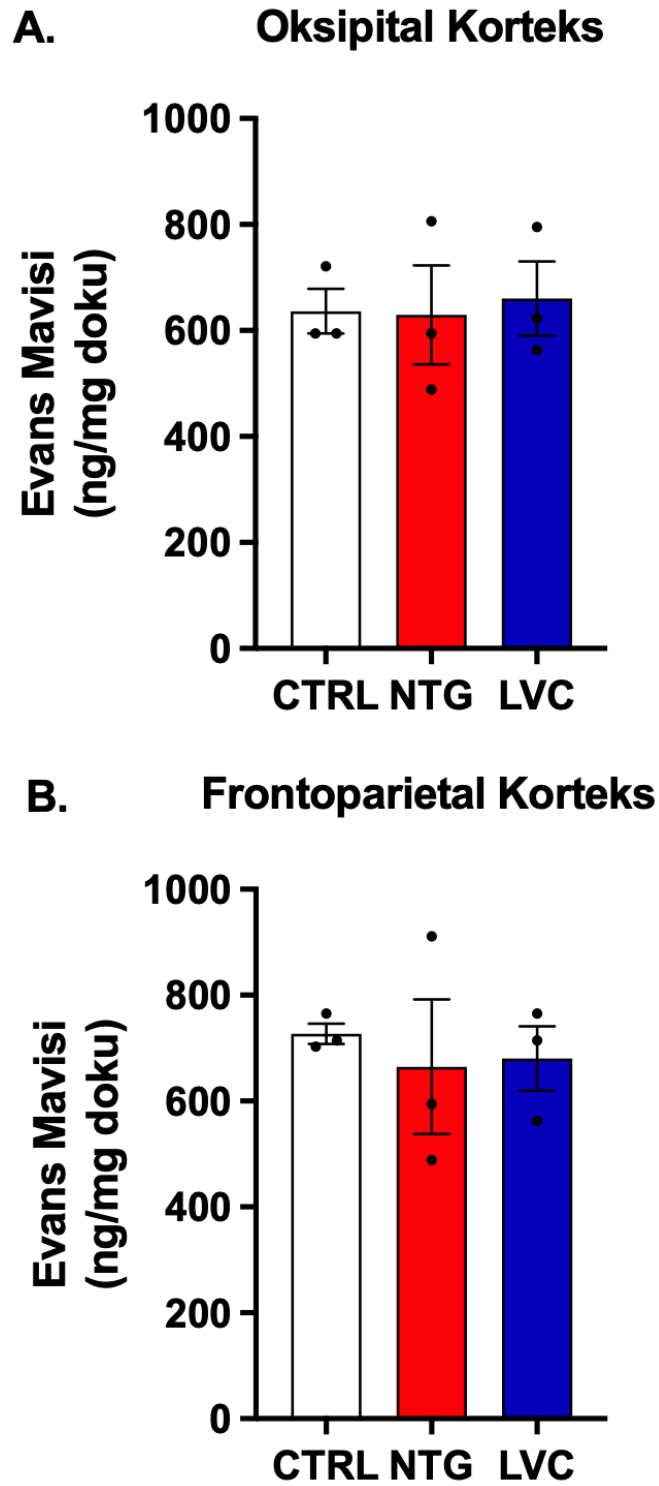 A. Oksipital Korteks
Evans Mavisi
(ng/mg doku)
1000
800
600
400
200
0
CTRL NTG LVC
B. Frontoparietal Korteks
Evans Mavisi
(ng/mg doku)
1000
800
600
400
200
0
CTRL NTG LVC